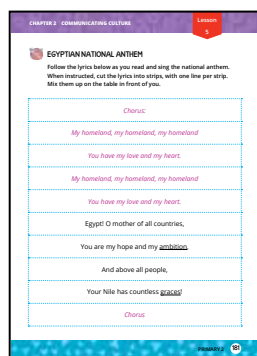 CHAPTER 2 COMMUNICATING CULTURE
Lesson
5
EGYPTIAN NATIONAL ANTHEM
Follow the lyrics below as you read and sing the national anthem.
When instructed, cut the lyrics into strips, with one line per strip.
Mix them up on the table in front of you.
Chorus:
My homeland, my homeland, my homeland
You have my love and my heart.
My homeland, my homeland, my homeland
You have my love and my heart.
Egypt! O mother of all countries,
You are my hope and my ambition,
And above all people,
Your Nile has countless graces!
Chorus
PRIMARY 2 181